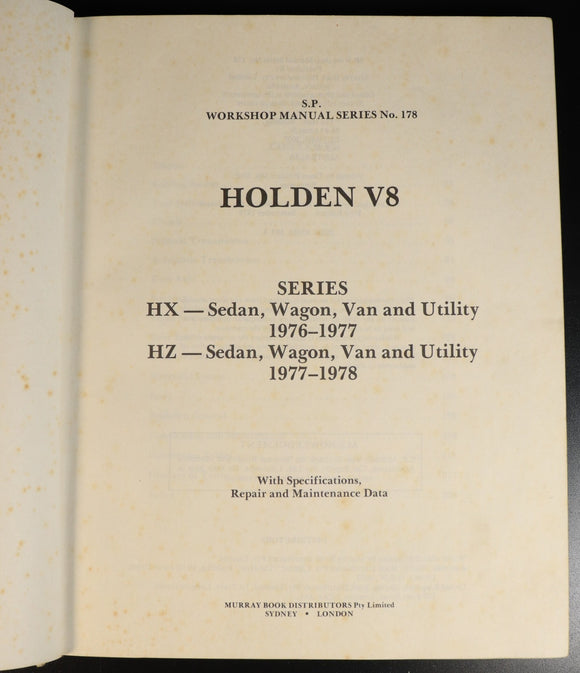 S.P.
WORKSHOP MANUAL SERIES No. 178
HOLDEN V8
SERIES
HX — Sedan, Wagon, Van and Utility
1976–1977
HZ — Sedan, Wagon, Van and Utility
1977–1978
With Specifications,
Repair and Maintenance Data
MURRAY BOOK DISTRIBUTORS Pty Limited
SYDNEY • LONDON